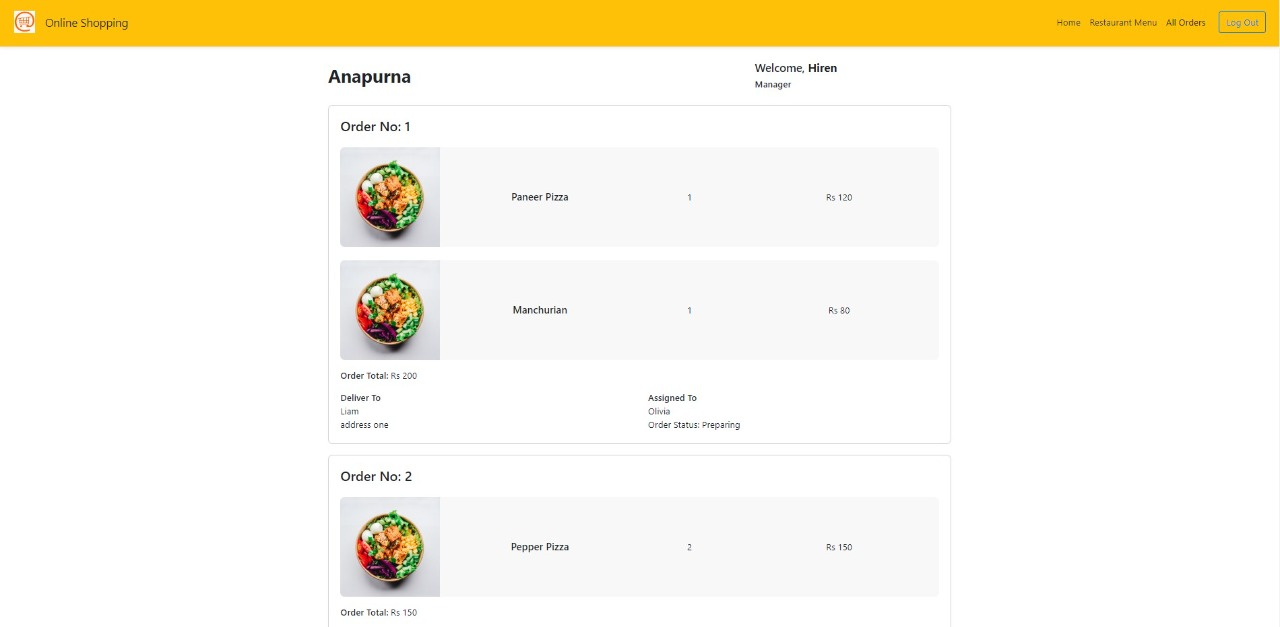 Online Shopping
Home Restaurant Menu All Orders Log Out
Anapurna
Welcome, Hiren
Manager
Order No: 1
Paneer Pizza 1 Rs 120
Manchurian 1 Rs 80
Order Total: Rs 200
Deliver To
Liam
address one
Assigned To
Olivia
Order Status: Preparing
Order No: 2
Pepper Pizza 2 Rs 150
Order Total: Rs 150